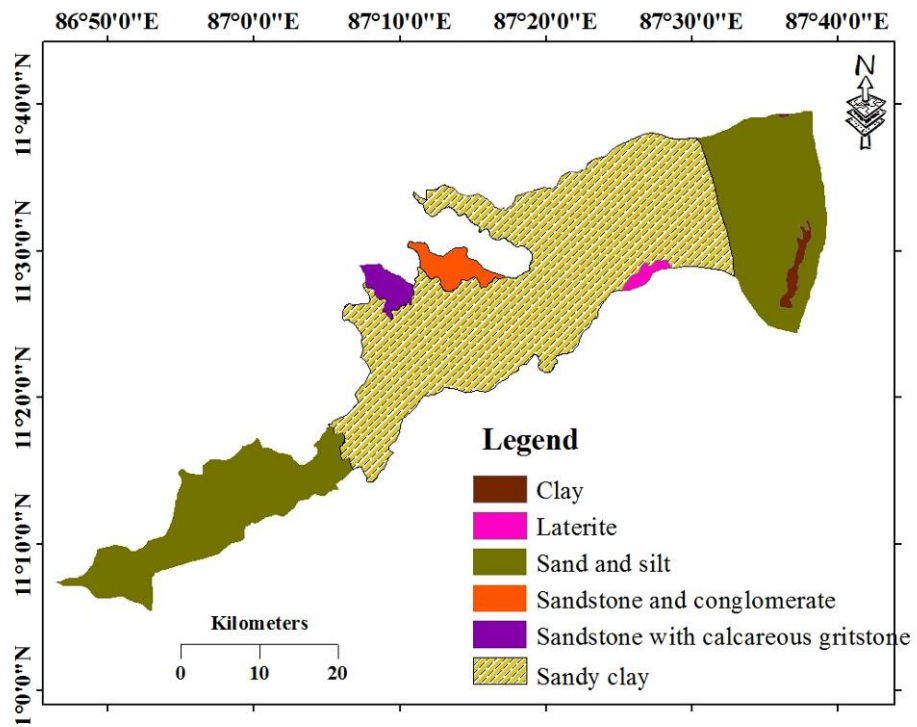 86°50'0"E 87°0'0"E 87°10'0"E 87°20'0"E 87°30'0"E 87°40'0"E
N
11°40'0"N
11°30'0"N
11°20'0"N
11°10'0"N
11°0'0"N
Legend
Clay
Laterite
Sand and silt
Sandstone and conglomerate
Sandstone with calcareous gritstone
Sandy clay
Kilometers
0 10 20